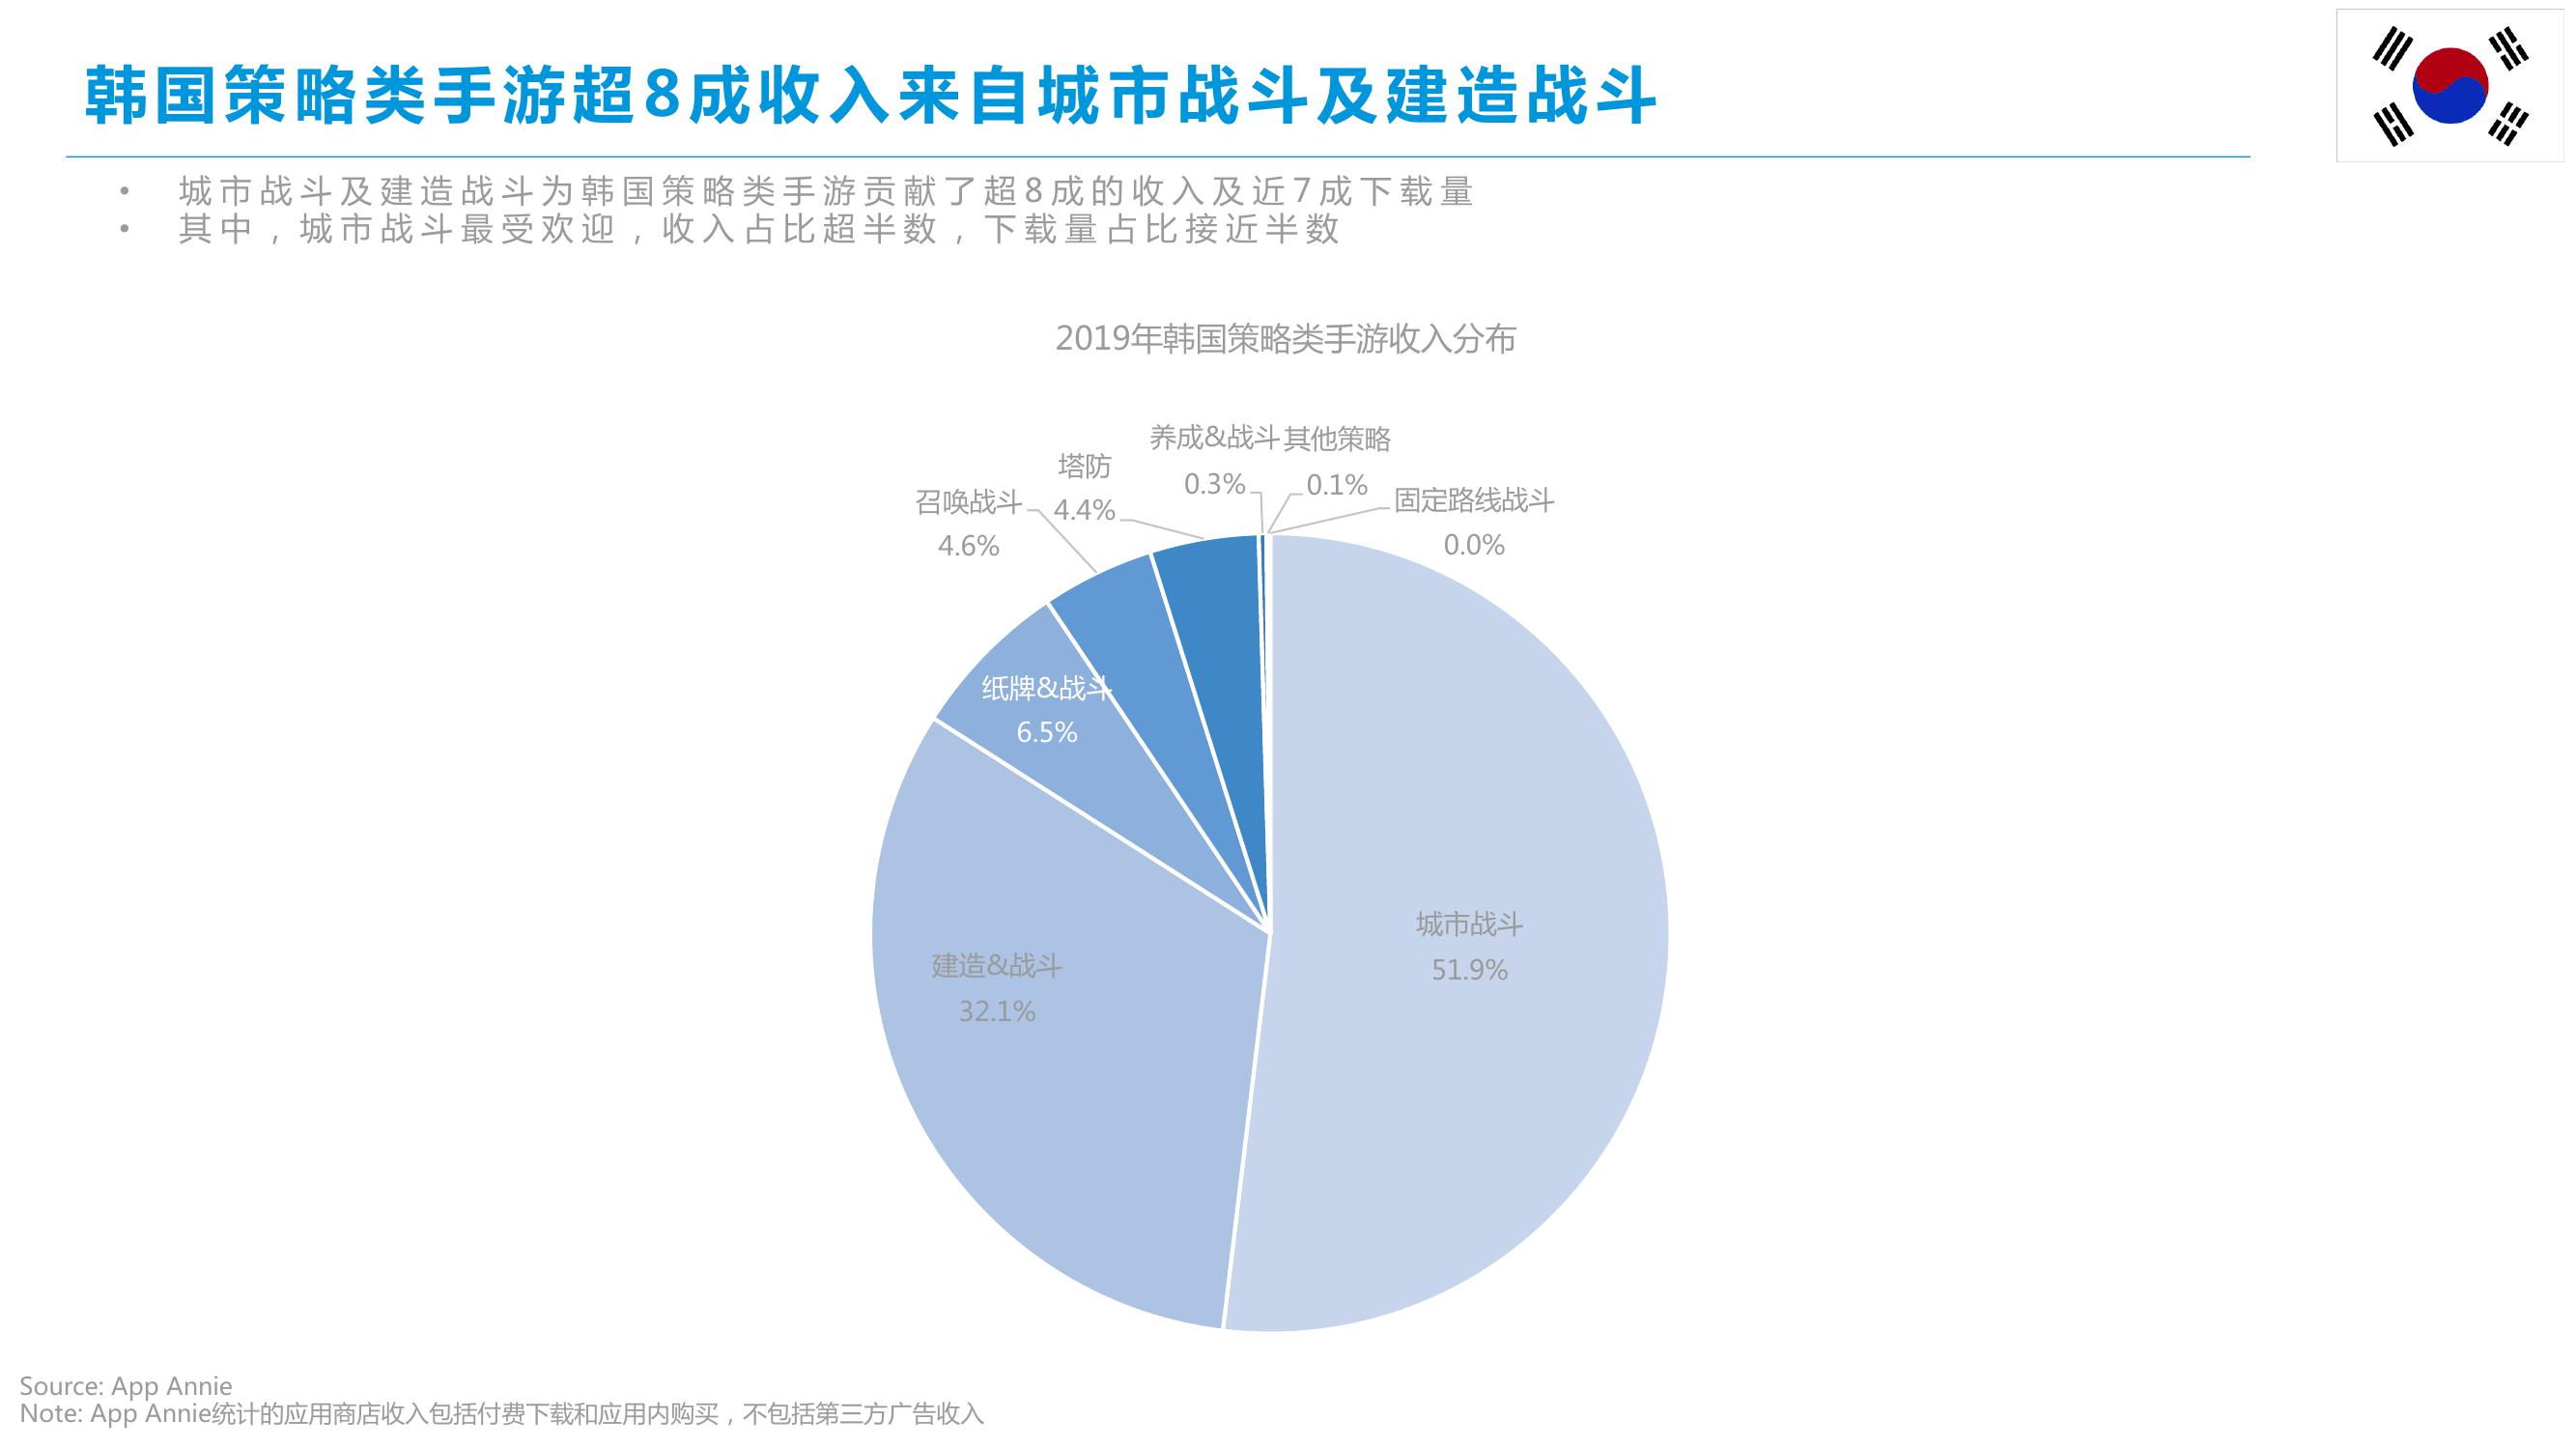 韩国策略类手游超8成收入来自城市战斗及建造战斗
• 城市战斗及建造战斗为韩国策略类手游贡献了超8成的收入及近7成下载量
• 其中，城市战斗最受欢迎，收入占比超半数，下载量占比接近半数
2019年韩国策略类手游收入分布
养成&战斗
0.3%
其他策略
0.1%
塔防
4.4%
召唤战斗
4.6%
固定路线战斗
0.0%
纸牌&战斗
6.5%
城市战斗
51.9%
建造&战斗
32.1%
Source: App Annie
Note: App Annie统计的应用商店收入包括付费下载和应用内购买，不包括第三方广告收入